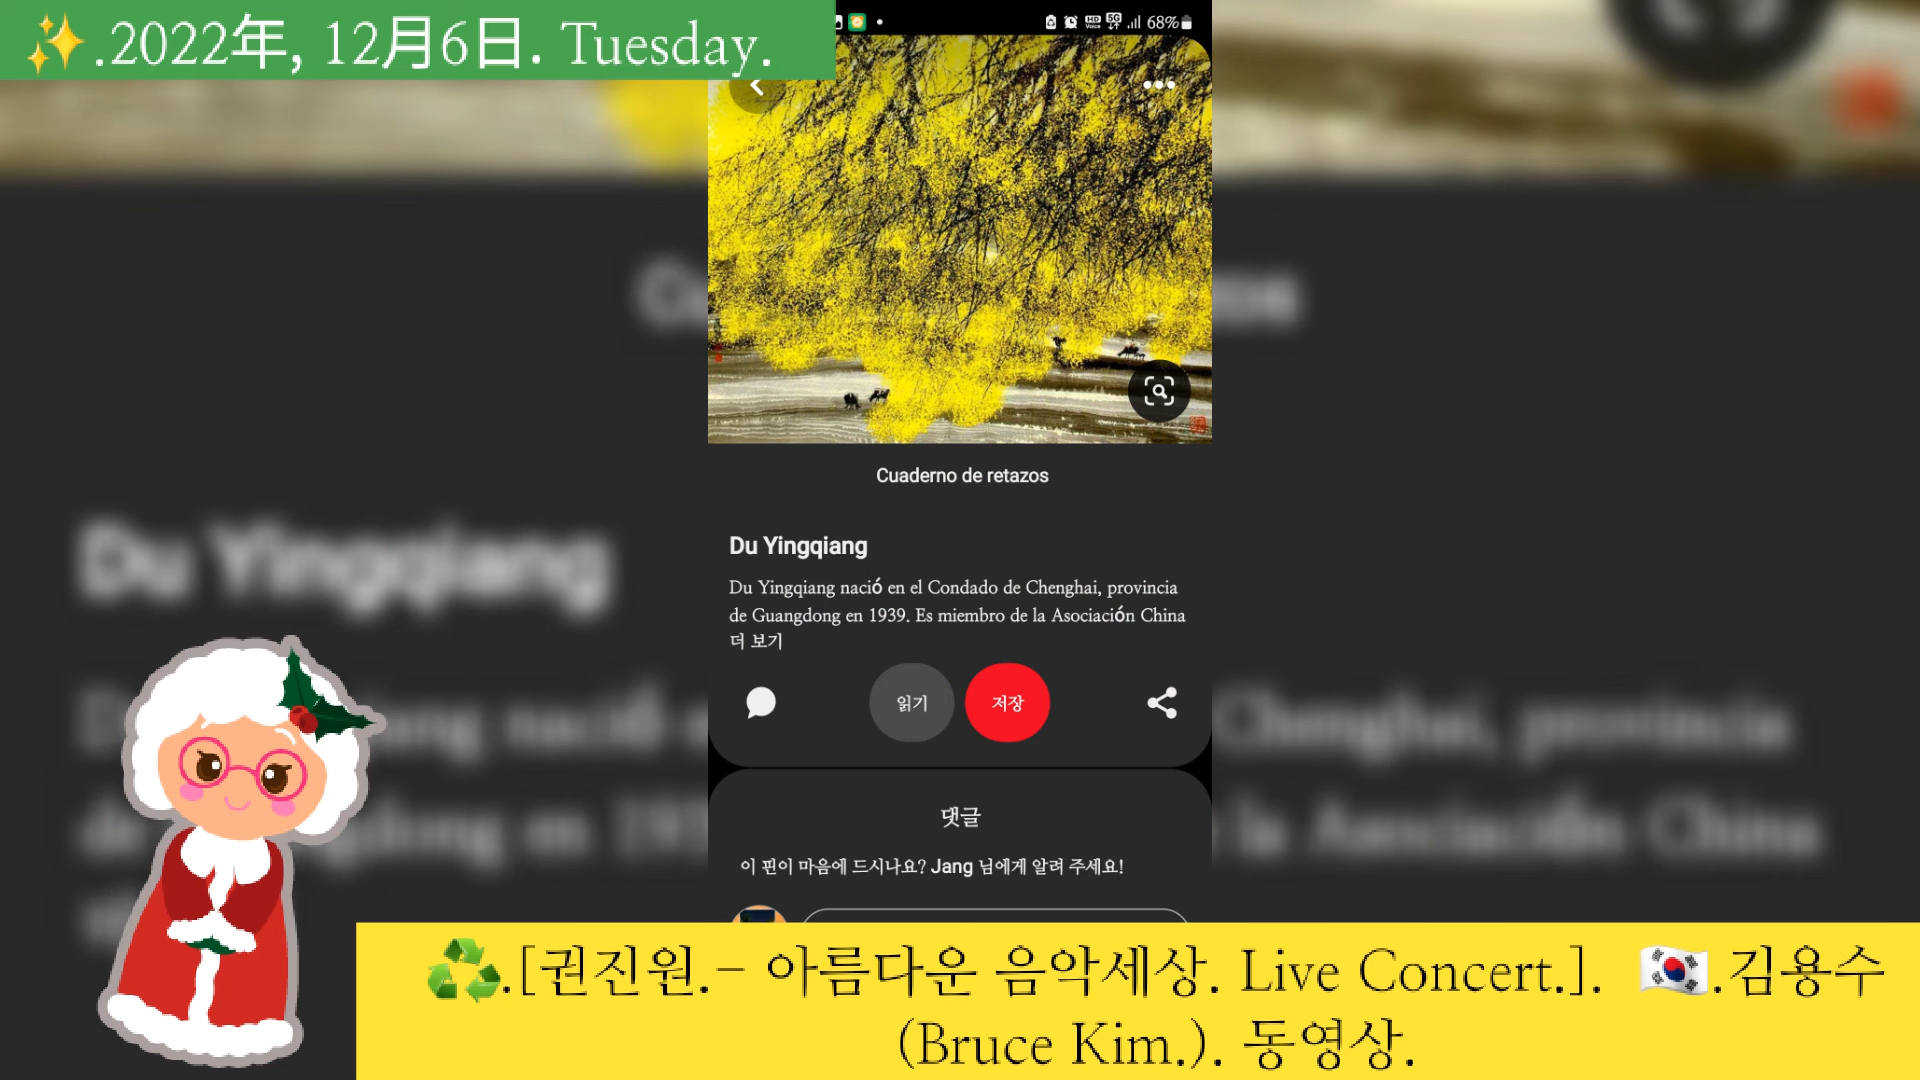 ✨.2022年, 12月6日. Tuesday.
HD Voice 5G 68%
Cuaderno de retazos
Du Yingqiang
Du Yingqiang nació en el Condado de Chenghai, provincia
de Guangdong en 1939. Es miembro de la Asociación China
더 보기
읽기 저장
댓글
이 핀이 마음에 드시나요? Jang 님에게 알려 주세요!
♻️.[권진원.- 아름다운 음악세상. Live Concert.]. 🇰🇷.김용수
(Bruce Kim.). 동영상.